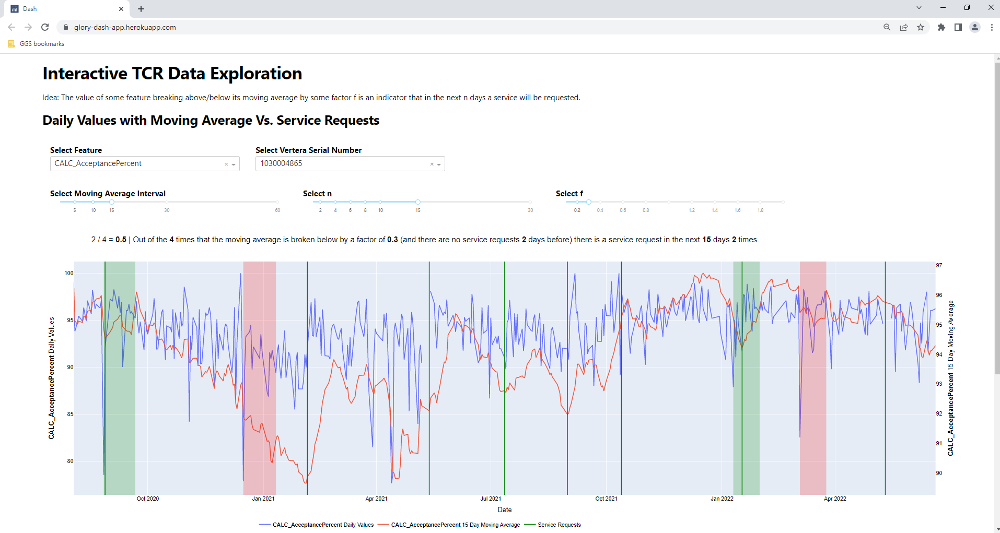 Dash
glory-dash-app.herokuapp.com
GGS bookmarks
Interactive TCR Data Exploration
Idea: The value of some feature breaking above/below its moving average by some factor f is an indicator that in the next n days a service will be requested.
Daily Values with Moving Average Vs. Service Requests
Select Feature
CALC_AcceptancePercent
Select Vertera Serial Number
1030004865
Select Moving Average Interval
5 10 15 30 60
Select n
2 4 6 8 10 15 30
Select f
0.2 0.4 0.6 0.8 1.2 1.4 1.6 1.8
2 / 4 = 0.5 | Out of the 4 times that the moving average is broken below by a factor of 0.3 (and there are no service requests 2 days before) there is a service request in the next 15 days 2 times.
CALC_AcceptancePercent Daily Values
100
95
90
85
80
97
96
95
94
93
92
91
90
CALC_AcceptancePercent 15 Day Moving Average
Oct 2020 Jan 2021 Apr 2021 Jul 2021 Oct 2021 Jan 2022 Apr 2022
Date
CALC_AcceptancePercent Daily Values CALC_AcceptancePercent 15 Day Moving Average Service Requests